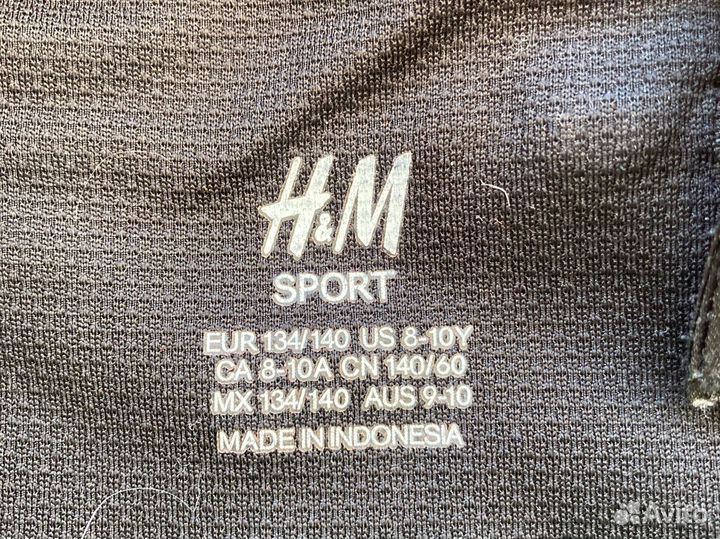 H&M
SPORT
EUR 134/140 US 8-10Y
CA 8-10A CN 140/60
MX 134/140 AUS 9-10
MADE IN INDONESIA
Avito